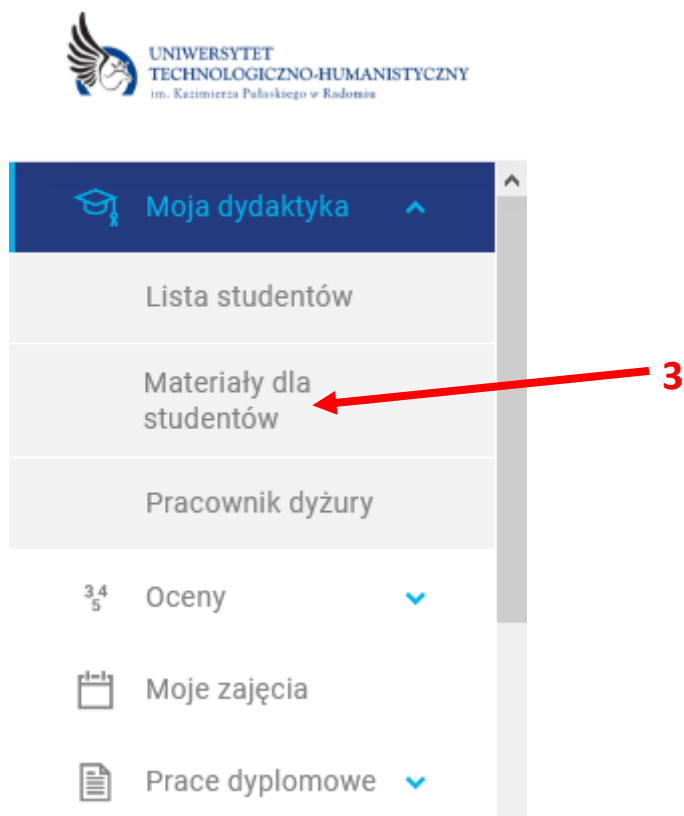 UNIWERSYTET
TECHNOLOGICZNO-HUMANISTYCZNY
im. Kazimierza Pułaskiego w Radomiu
Moja dydaktyka
Lista studentów
Materiały dla
studentów
3
Pracownik dyżury
3 4
5
Oceny
Moje zajęcia
Prace dyplomowe